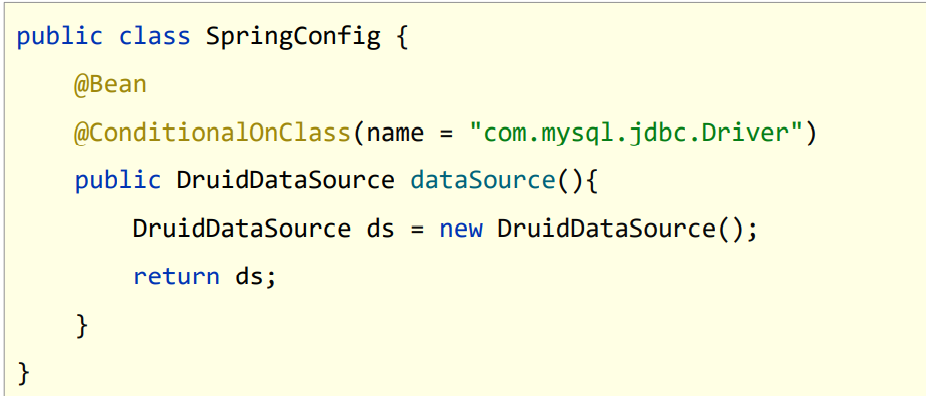 public class SpringConfig {
    @Bean
    @ConditionalOnClass(name = "com.mysql.jdbc.Driver")
    public DruidDataSource dataSource(){
        DruidDataSource ds = new DruidDataSource();
        return ds;
    }
}